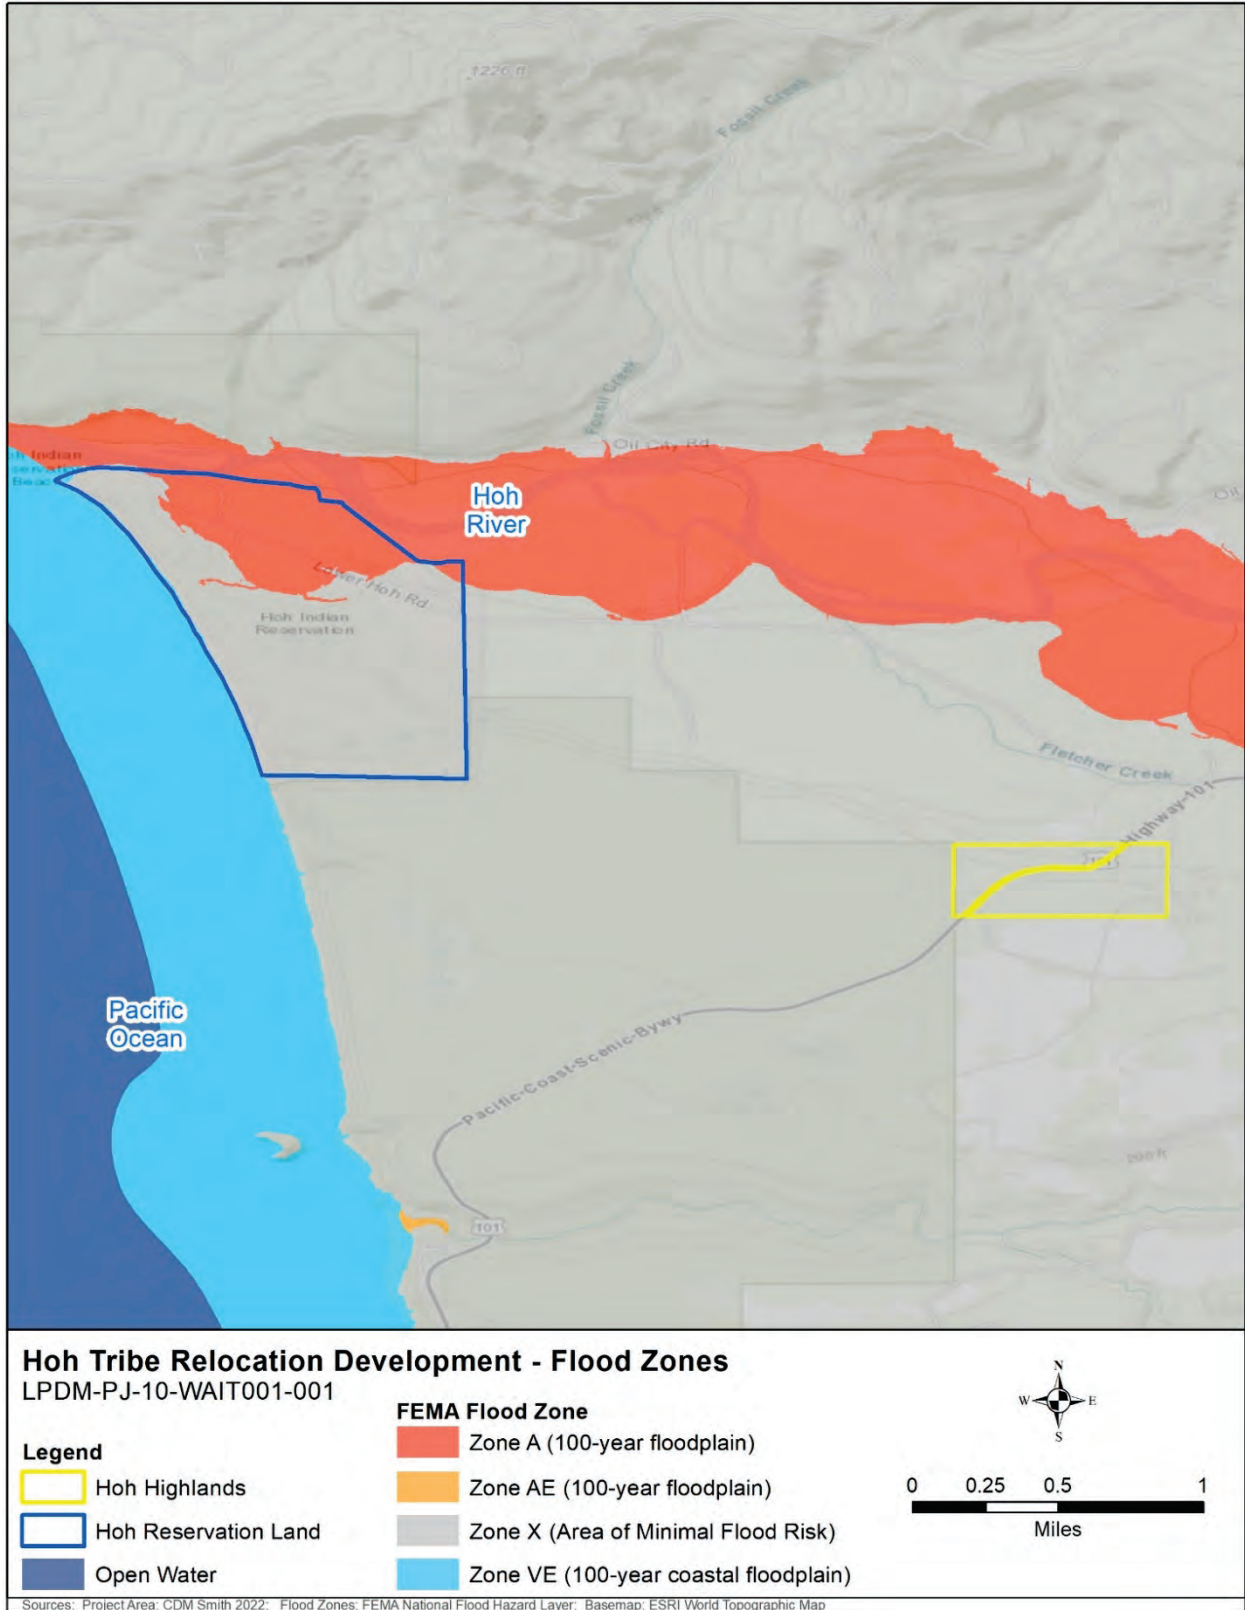 1226 ft
Fossil Creek
Fossil Creek
Oil City Rd
Hoh
River
Lower Hoh Rd
Hoh Indian
Reservation
Fletcher Creek
Highway-101
Pacific
Ocean
Pacific-Coast-Scenic-Bywy
200 ft
101
Hoh Tribe Relocation Development - Flood Zones
LPDM-PJ-10-WAIT001-001
Legend
Hoh Highlands
Hoh Reservation Land
Open Water
FEMA Flood Zone
Zone A (100-year floodplain)
Zone AE (100-year floodplain)
Zone X (Area of Minimal Flood Risk)
Zone VE (100-year coastal floodplain)
N
W E
S
0 0.25 0.5 1
Miles
Sources: Project Area: CDM Smith 2022; Flood Zones: FEMA National Flood Hazard Layer; Basemap: ESRI World Topographic Map